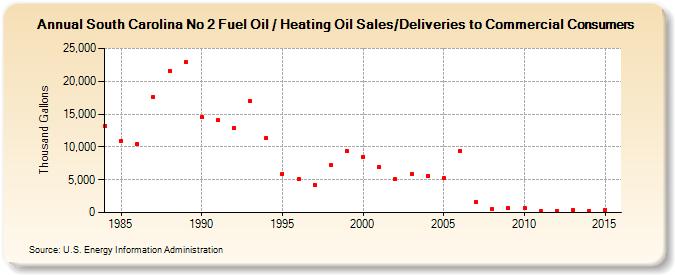 Annual South Carolina No 2 Fuel Oil / Heating Oil Sales/Deliveries to Commercial Consumers
Thousand Gallons
25,000
20,000
15,000
10,000
5,000
0
1985 1990 1995 2000 2005 2010 2015
Source: U.S. Energy Information Administration